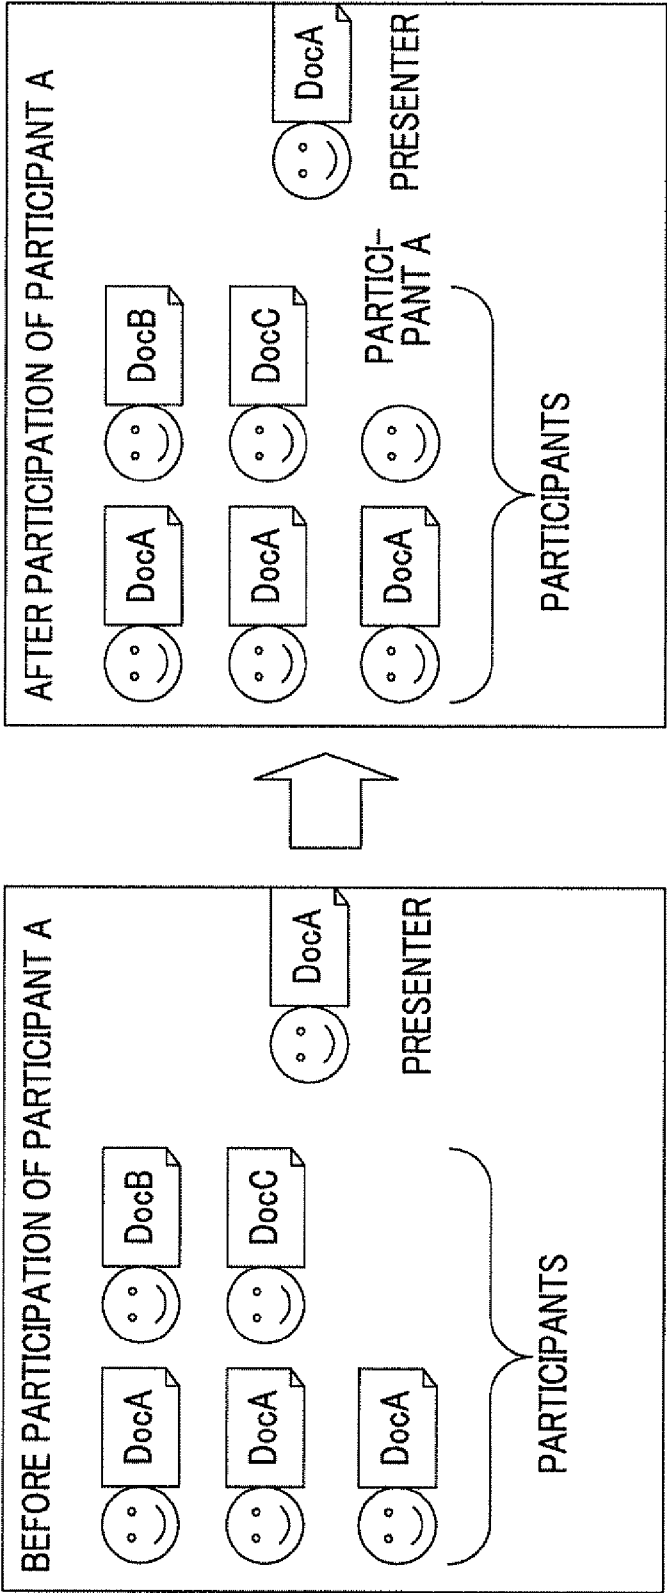 BEFORE PARTICIPATION OF PARTICIPANT A
DocA
DocB
DocA
DocC
DocA
DocA
PRESENTER
PARTICIPANTS
AFTER PARTICIPATION OF PARTICIPANT A
DocA
DocB
DocA
DocC
DocA
DocA
PARTICI-
PANT A
PRESENTER
PARTICIPANTS